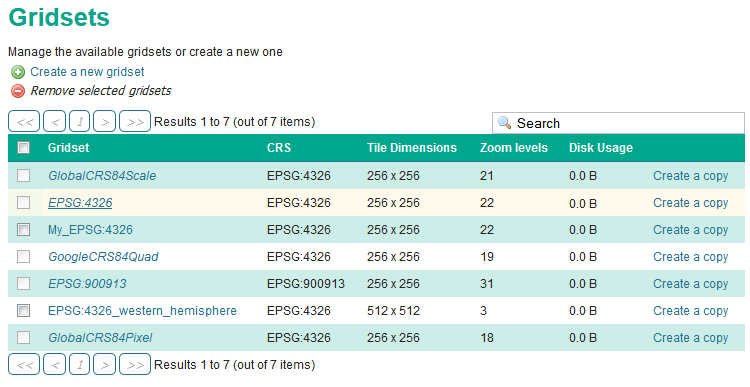 Gridsets
Manage the available gridsets or create a new one
Create a new gridset
Remove selected gridsets
<< < 1 > >> Results 1 to 7 (out of 7 items) Search
Gridset CRS Tile Dimensions Zoom levels Disk Usage
GlobalCRS84Scale EPSG:4326 256 x 256 21 0.0 B Create a copy
EPSG:4326 EPSG:4326 256 x 256 22 0.0 B Create a copy
My_EPSG:4326 EPSG:4326 256 x 256 22 0.0 B Create a copy
GoogleCRS84Quad EPSG:4326 256 x 256 19 0.0 B Create a copy
EPSG:900913 EPSG:900913 256 x 256 31 0.0 B Create a copy
EPSG:4326_western_hemisphere EPSG:4326 512 x 512 3 0.0 B Create a copy
GlobalCRS84Pixel EPSG:4326 256 x 256 18 0.0 B Create a copy
<< < 1 > >> Results 1 to 7 (out of 7 items)